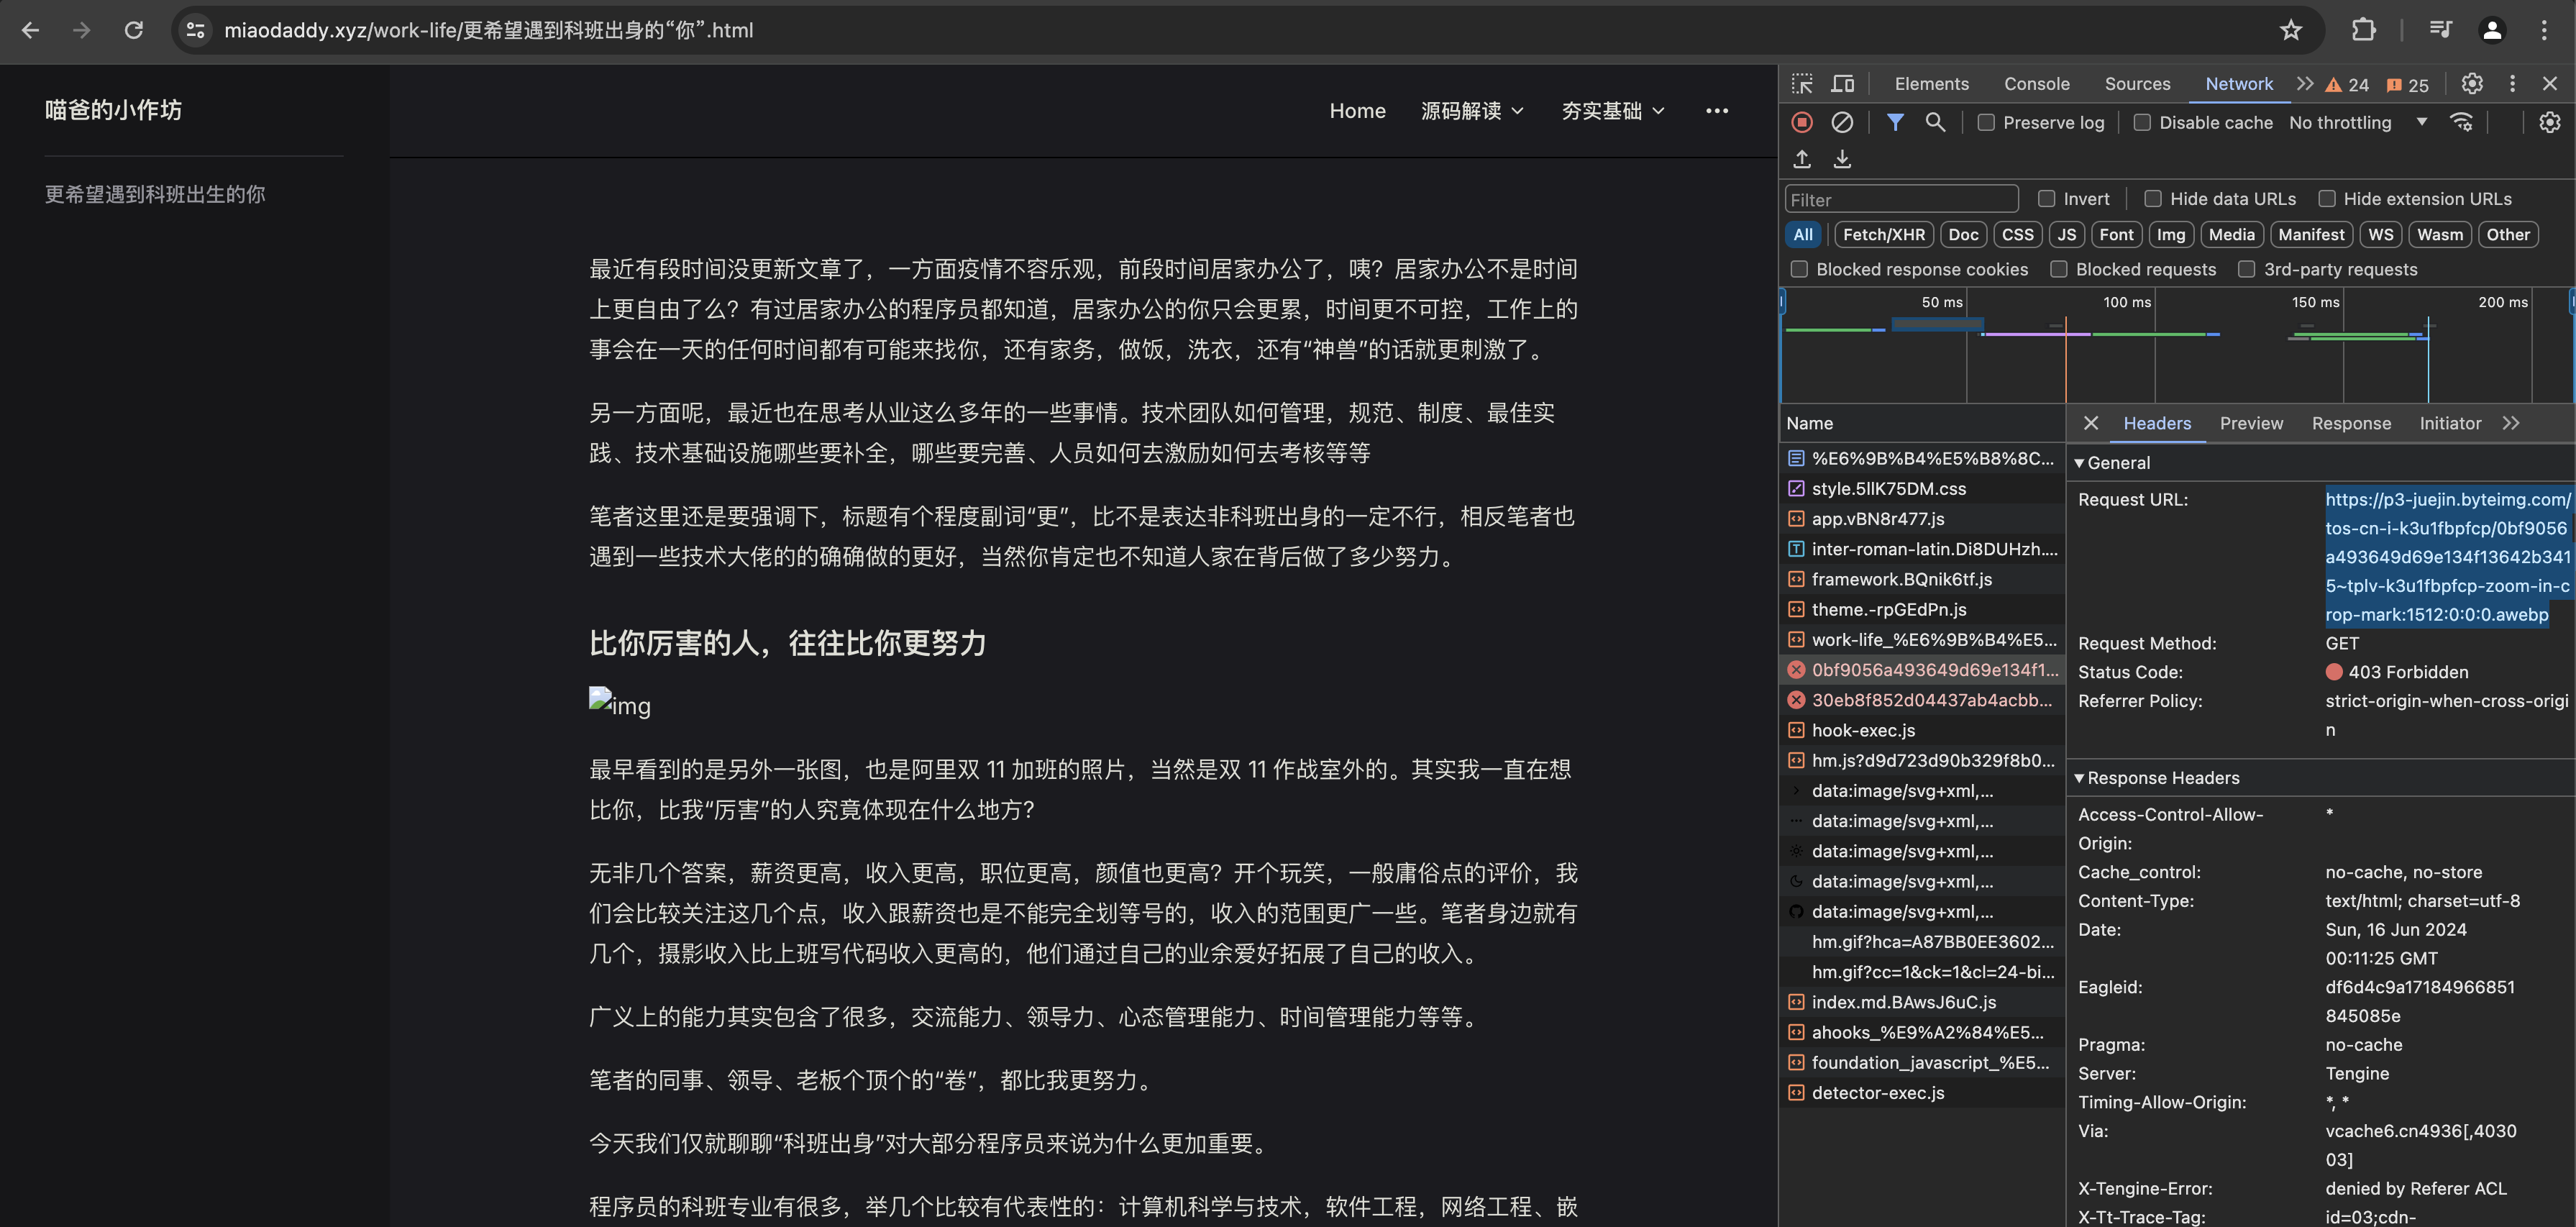 miaodaddy.xyz/work-life/更希望遇到科班出身的“你”.html
喵爸的小作坊
更希望遇到科班出生的你
Home 源码解读 夯实基础
最近有段时间没更新文章了，一方面疫情不容乐观，前段时间居家办公了，咦？居家办公不是时间
上更自由了么？有过居家办公的程序员都知道，居家办公的你只会更累，时间更不可控，工作上的
事会在一天的任何时间都有可能来找你，还有家务，做饭，洗衣，还有“神兽”的话就更刺激了。
另一方面呢，最近也在思考从业这么多年的一些事情。技术团队如何管理，规范、制度、最佳实
践、技术基础设施哪些要补全，哪些要完善、人员如何去激励如何去考核等等
笔者这里还是要强调下，标题有个程度副词“更”，比不是表达非科班出身的一定不行，相反笔者也
遇到一些技术大佬的的确确做的更好，当然你肯定也不知道人家在背后做了多少努力。
比你厉害的人，往往比你更努力
img
最早看到的是另外一张图，也是阿里双 11 加班的照片，当然是双 11 作战室外的。其实我一直在想
比你，比我“厉害”的人究竟体现在什么地方？
无非几个答案，薪资更高，收入更高，职位更高，颜值也更高？开个玩笑，一般庸俗点的评价，我
们会比较关注这几个点，收入跟薪资也是不能完全划等号的，收入的范围更广一些。笔者身边就有
几个，摄影收入比上班写代码收入更高的，他们通过自己的业余爱好拓展了自己的收入。
广义上的能力其实包含了很多，交流能力、领导力、心态管理能力、时间管理能力等等。
笔者的同事、领导、老板个顶个的“卷”，都比我更努力。
今天我们仅就聊聊“科班出身”对大部分程序员来说为什么更加重要。
程序员的科班专业有很多，举几个比较有代表性的：计算机科学与技术，软件工程，网络工程、嵌
Elements Console Sources Network 24 25
Preserve log Disable cache No throttling
Filter Invert Hide data URLs Hide extension URLs
All Fetch/XHR Doc CSS JS Font Img Media Manifest WS Wasm Other
Blocked response cookies Blocked requests 3rd-party requests
50 ms 100 ms 150 ms 200 ms
Name
%E6%9B%B4%E5%B8%8C...
style.5llK75DM.css
app.vBN8r477.js
inter-roman-latin.Di8DUHzh....
framework.BQnik6tf.js
theme.-rpGEdPn.js
work-life_%E6%9B%B4%E5...
0bf9056a493649d69e134f1...
30eb8f852d04437ab4acbb...
hook-exec.js
hm.js?d9d723d90b329f8b0...
data:image/svg+xml,...
data:image/svg+xml,...
data:image/svg+xml,...
data:image/svg+xml,...
data:image/svg+xml,...
hm.gif?hca=A87BB0EE3602...
hm.gif?cc=1&ck=1&cl=24-bi...
index.md.BAwsJ6uC.js
ahooks_%E9%A2%84%E5...
foundation_javascript_%E5...
detector-exec.js
Headers Preview Response Initiator
General
Request URL: https://p3-juejin.byteimg.com/
tos-cn-i-k3u1fbpfcp/0bf9056
a493649d69e134f13642b341
5~tplv-k3u1fbpfcp-zoom-in-c
rop-mark:1512:0:0:0.awebp
Request Method: GET
Status Code: 403 Forbidden
Referrer Policy: strict-origin-when-cross-origi
n
Response Headers
Access-Control-Allow- *
Origin:
Cache_control: no-cache, no-store
Content-Type: text/html; charset=utf-8
Date: Sun, 16 Jun 2024
00:11:25 GMT
Eagleid: df6d4c9a17184966851
845085e
Pragma: no-cache
Server: Tengine
Timing-Allow-Origin: *, *
Via: vcache6.cn4936[,4030
03]
X-Tengine-Error: denied by Referer ACL
X-Tt-Trace-Tag: id=03;cdn-